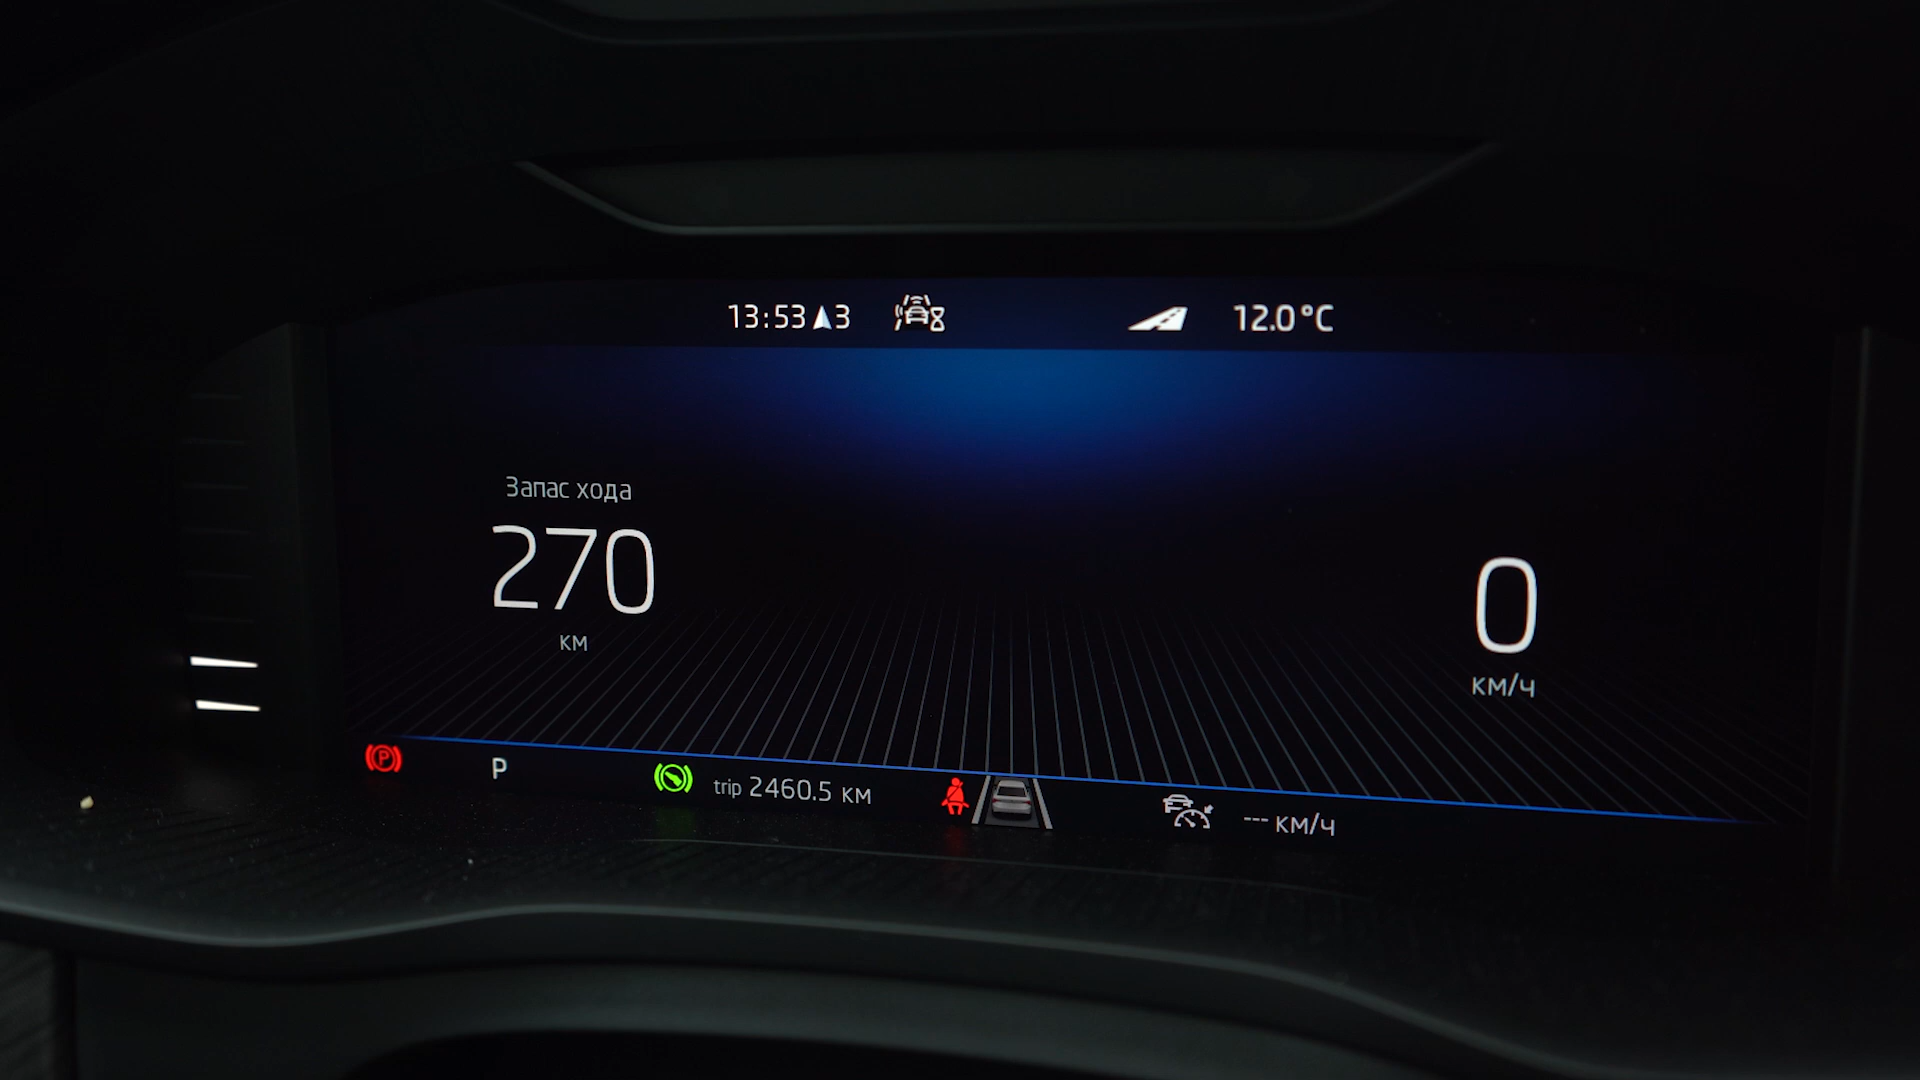 13:53 3
12.0°C
Запас хода
270
км
0
км/ч
P
P
trip 2460.5 км
--- км/ч